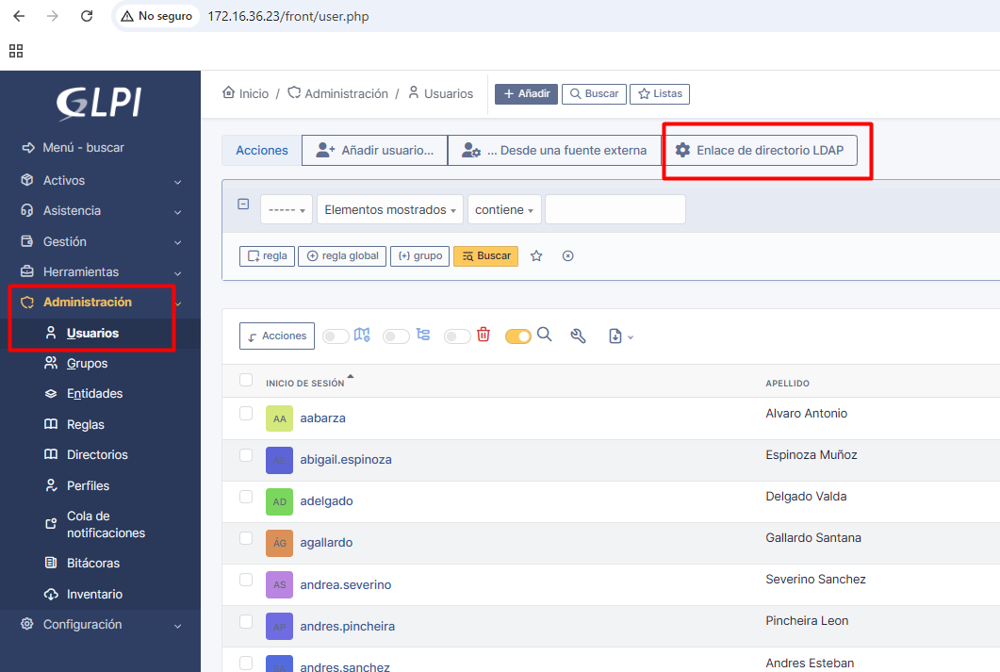 No seguro 172.16.36.23/front/user.php
GLPI
Menú - buscar
Activos
Asistencia
Gestión
Herramientas
Administración
Usuarios
Grupos
Entidades
Reglas
Directorios
Perfiles
Cola de
notificaciones
Bitácoras
Inventario
Configuración
Inicio / Administración / Usuarios + Añadir Buscar Listas
Acciones Añadir usuario... ... Desde una fuente externa Enlace de directorio LDAP
----- Elementos mostrados contiene
regla regla global (+) grupo Buscar
Acciones
INICIO DE SESIÓN APELLIDO
AA aabarza Alvaro Antonio
abigail.espinoza Espinoza Muñoz
AD adelgado Delgado Valda
ÁG agallardo Gallardo Santana
AS andrea.severino Severino Sanchez
AP andres.pincheira Pincheira Leon
andres.sanchez Andres Esteban